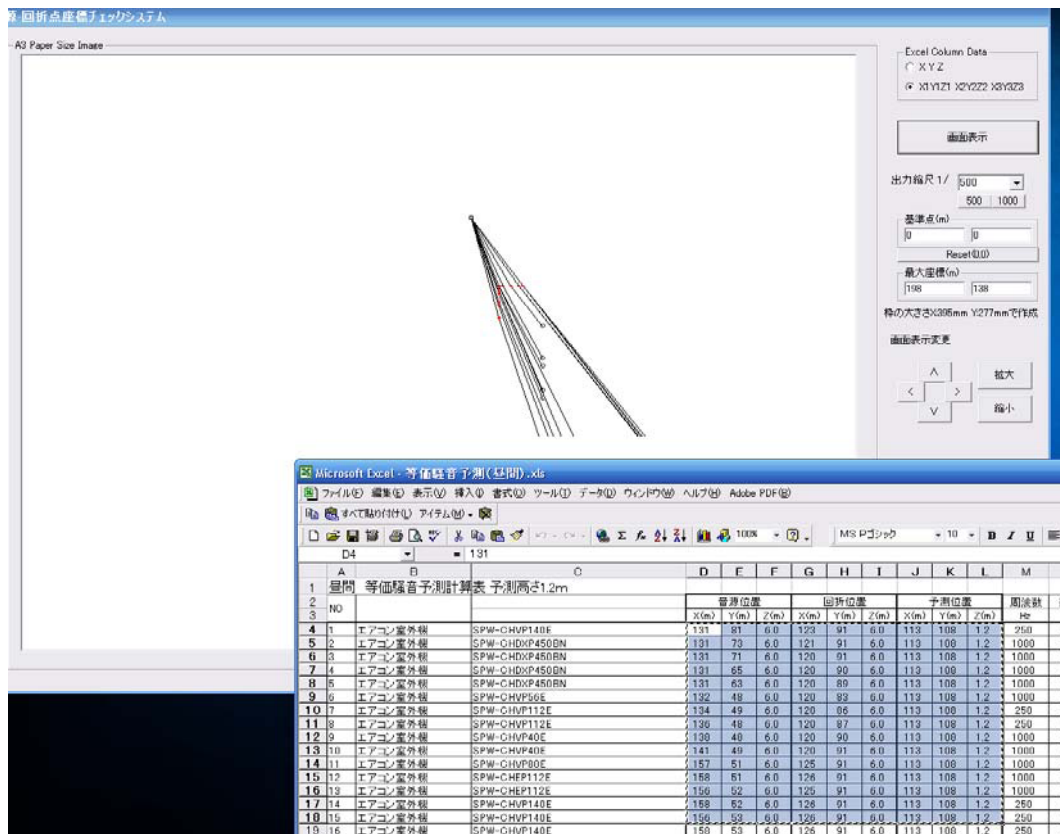 算-回折点座標チェックシステム
A3 Paper Size Image
Excel Column Data
X Y Z
X1Y1Z1 X2Y2Z2 X3Y3Z3
画面表示
出力縮尺 1/ 500
500 1000
基準点(m)
0 0
Reset(0,0)
最大座標(m)
198 138
枠の大きさX395mm Y:277mmで作成
画面表示変更
拡大
縮小
Microsoft Excel - 等価騒音予測(昼間).xls
ファイル(F) 編集(E) 表示(V) 挿入(I) 書式(O) ツール(T) データ(D) ウィンドウ(W) ヘルプ(H) Adobe PDF(B)
すべて貼り付け(L) アイテム(M)
100% MS Pゴシック 10 B I U
D4 = 131
A B C D E F G H I J K L M
1 昼間 等価騒音予測計算表 予測高さ1.2m
2 NO 音源位置 回折位置 予測位置 周波数
3 X(m) Y(m) Z(m) X(m) Y(m) Z(m) X(m) Y(m) Z(m) Hz
4 1 エアコン室外機 SPW-CHVP140E 131 81 6.0 123 91 6.0 113 108 1.2 250
5 2 エアコン室外機 SPW-CHDXP450BN 131 73 6.0 121 91 6.0 113 108 1.2 1000
6 3 エアコン室外機 SPW-CHDXP450BN 131 71 6.0 120 91 6.0 113 108 1.2 1000
7 4 エアコン室外機 SPW-CHDXP450BN 131 65 6.0 120 90 6.0 113 108 1.2 1000
8 5 エアコン室外機 SPW-CHDXP450BN 131 63 6.0 120 89 6.0 113 108 1.2 1000
9 6 エアコン室外機 SPW-CHVP56E 132 48 6.0 120 83 6.0 113 108 1.2 1000
10 7 エアコン室外機 SPW-CHVP112E 134 49 6.0 120 86 6.0 113 108 1.2 250
11 8 エアコン室外機 SPW-CHVP112E 136 48 6.0 120 87 6.0 113 108 1.2 250
12 9 エアコン室外機 SPW-CHVP40E 138 48 6.0 120 90 6.0 113 108 1.2 1000
13 10 エアコン室外機 SPW-CHVP40E 141 49 6.0 120 91 6.0 113 108 1.2 1000
14 11 エアコン室外機 SPW-CHVP80E 157 51 6.0 125 91 6.0 113 108 1.2 1000
15 12 エアコン室外機 SPW-CHEP112E 158 51 6.0 126 91 6.0 113 108 1.2 1000
16 13 エアコン室外機 SPW-CHEP112E 156 52 6.0 125 91 6.0 113 108 1.2 1000
17 14 エアコン室外機 SPW-CHVP140E 158 52 6.0 126 91 6.0 113 108 1.2 250
18 15 エアコン室外機 SPW-CHVP140E 156 53 6.0 126 91 6.0 113 108 1.2 250
19 16 エアコン室外機 SPW-CHVP140E 158 53 6.0 126 91 6.0 113 108 1.2 250